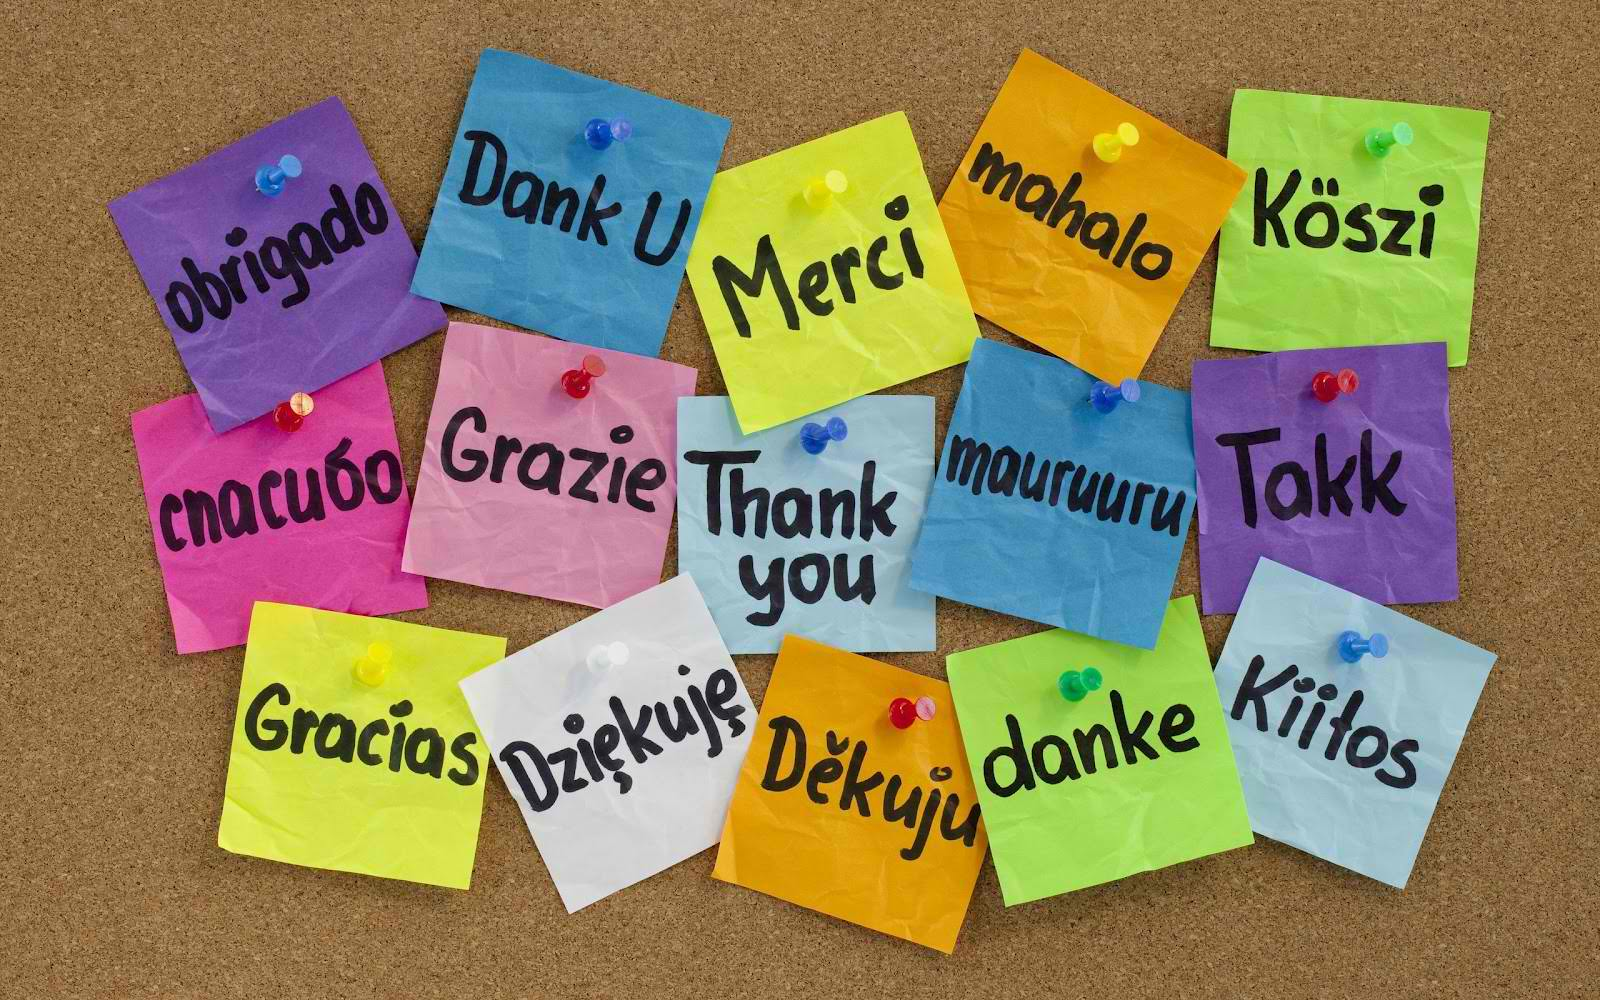 obrigado
Dank U
Merci
mahalo
Köszi
спасибо
Grazie
Thank
you
mauruuru
Takk
Gracias
Dziękuję
Děkuju
danke
Kiitos